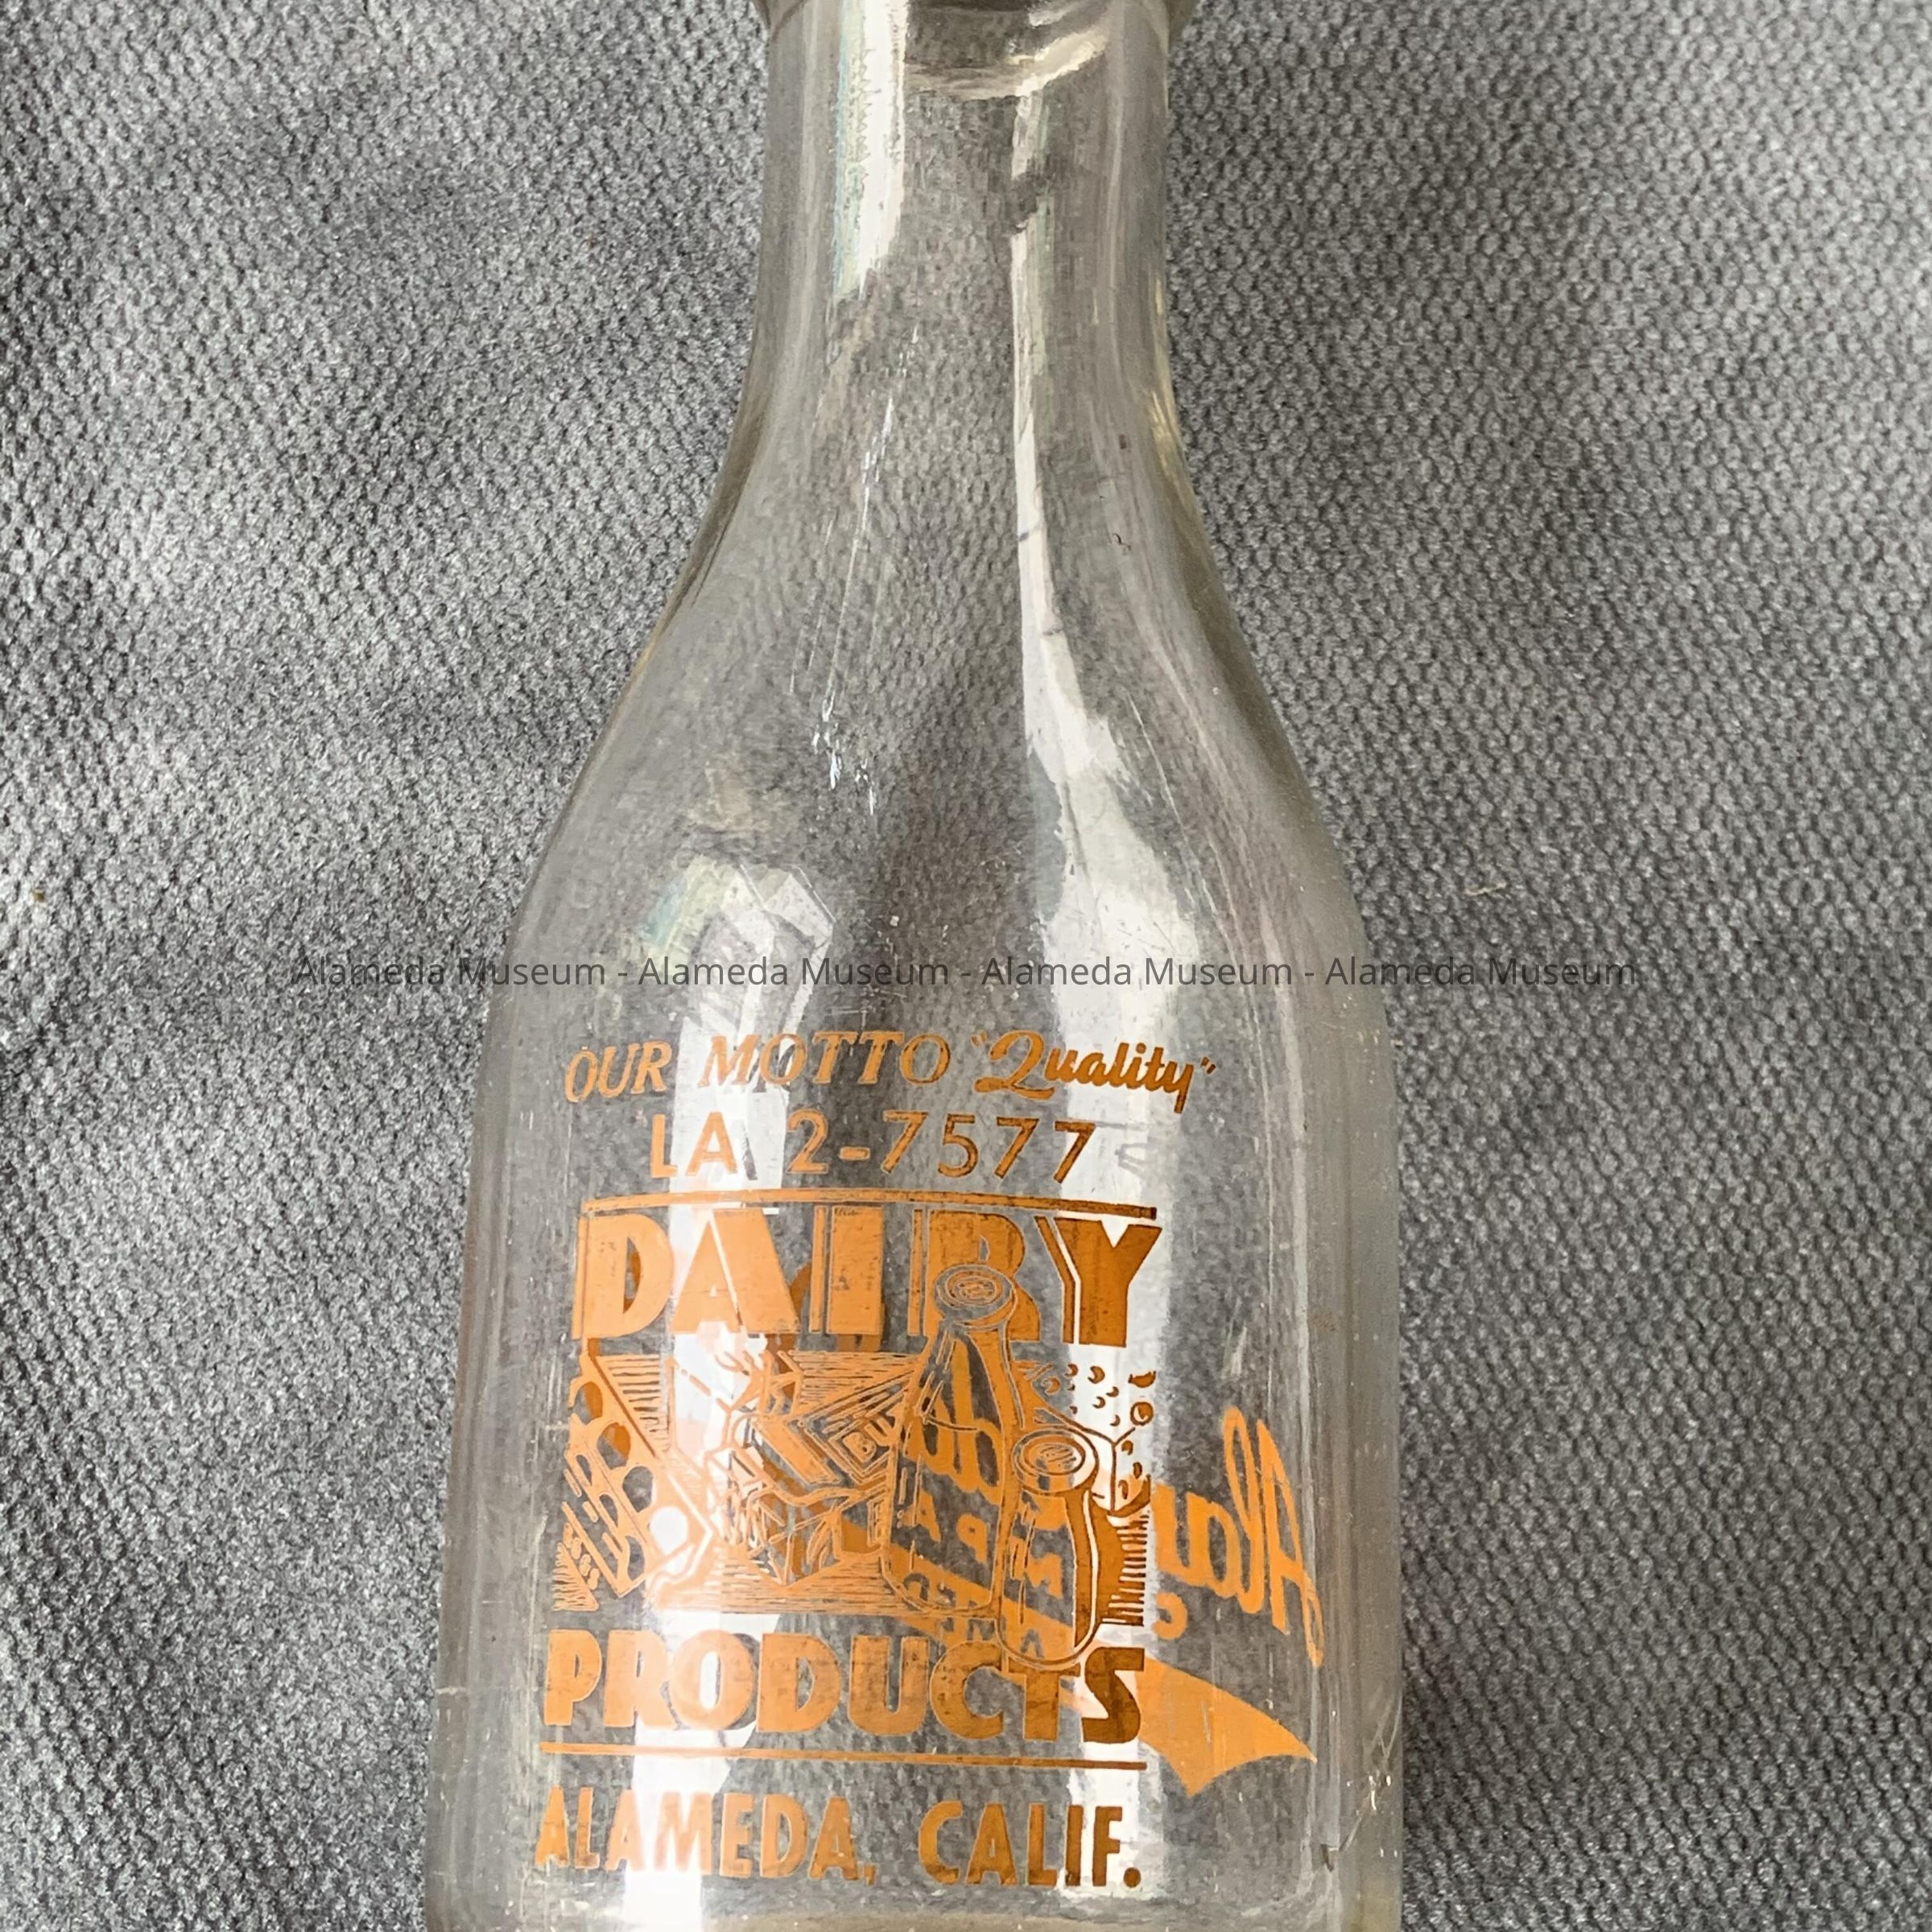 Alameda Museum - Alameda Museum - Alameda Museum - Alameda Museum
OUR MOTTO "Quality"
LA 2-7577
DAIRY
PRODUCTS
ALAMEDA, CALIF.